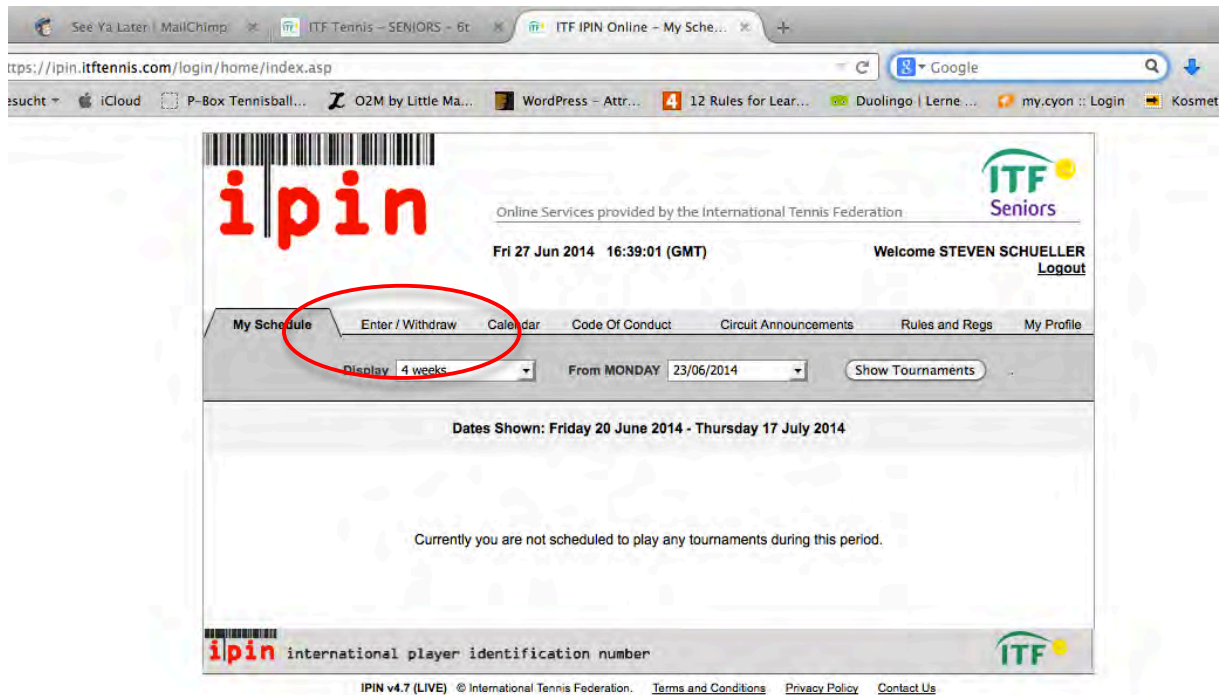 See Ya Later | MailChimp ITF Tennis - SENIORS - 6t ITF IPIN Online - My Sche...
ttps://ipin.itftennis.com/login/home/index.asp Google
esucht iCloud P-Box Tennisball... O2M by Little Ma... WordPress - Attr... 12 Rules for Lear... Duolingo | Lerne ... my.cyon :: Login Kosmet
ipin
ITF
Seniors
Online Services provided by the International Tennis Federation
Fri 27 Jun 2014 16:39:01 (GMT) Welcome STEVEN SCHUELLER
Logout
My Schedule Enter / Withdraw Calendar Code Of Conduct Circuit Announcements Rules and Regs My Profile
Display 4 weeks From MONDAY 23/06/2014 Show Tournaments .
Dates Shown: Friday 20 June 2014 - Thursday 17 July 2014
Currently you are not scheduled to play any tournaments during this period.
ipin international player identification number ITF
IPIN v4.7 (LIVE) © International Tennis Federation. Terms and Conditions Privacy Policy Contact Us